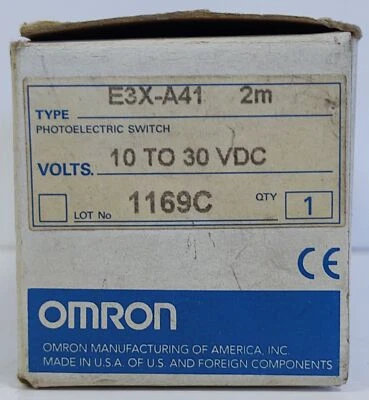 TYPE E3X-A41 2m
PHOTOELECTRIC SWITCH
VOLTS. 10 TO 30 VDC
LOT No 1169C QTY 1
CE
OMRON
OMRON MANUFACTURING OF AMERICA, INC.
MADE IN U.S.A. OF U.S. AND FOREIGN COMPONENTS